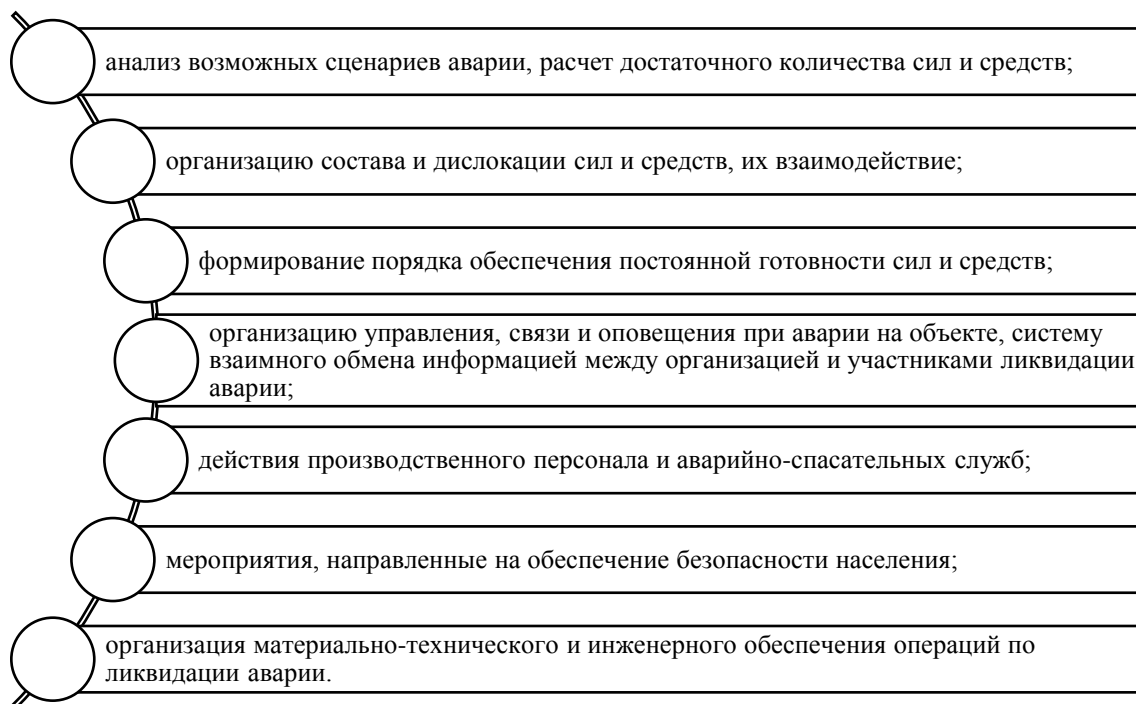 анализ возможных сценариев аварии, расчет достаточного количества сил и средств;
организацию состава и дислокации сил и средств, их взаимодействие;
формирование порядка обеспечения постоянной готовности сил и средств;
организацию управления, связи и оповещения при аварии на объекте, систему
взаимного обмена информацией между организацией и участниками ликвидации
аварии;
действия производственного персонала и аварийно-спасательных служб;
мероприятия, направленные на обеспечение безопасности населения;
организация материально-технического и инженерного обеспечения операций по
ликвидации аварии.